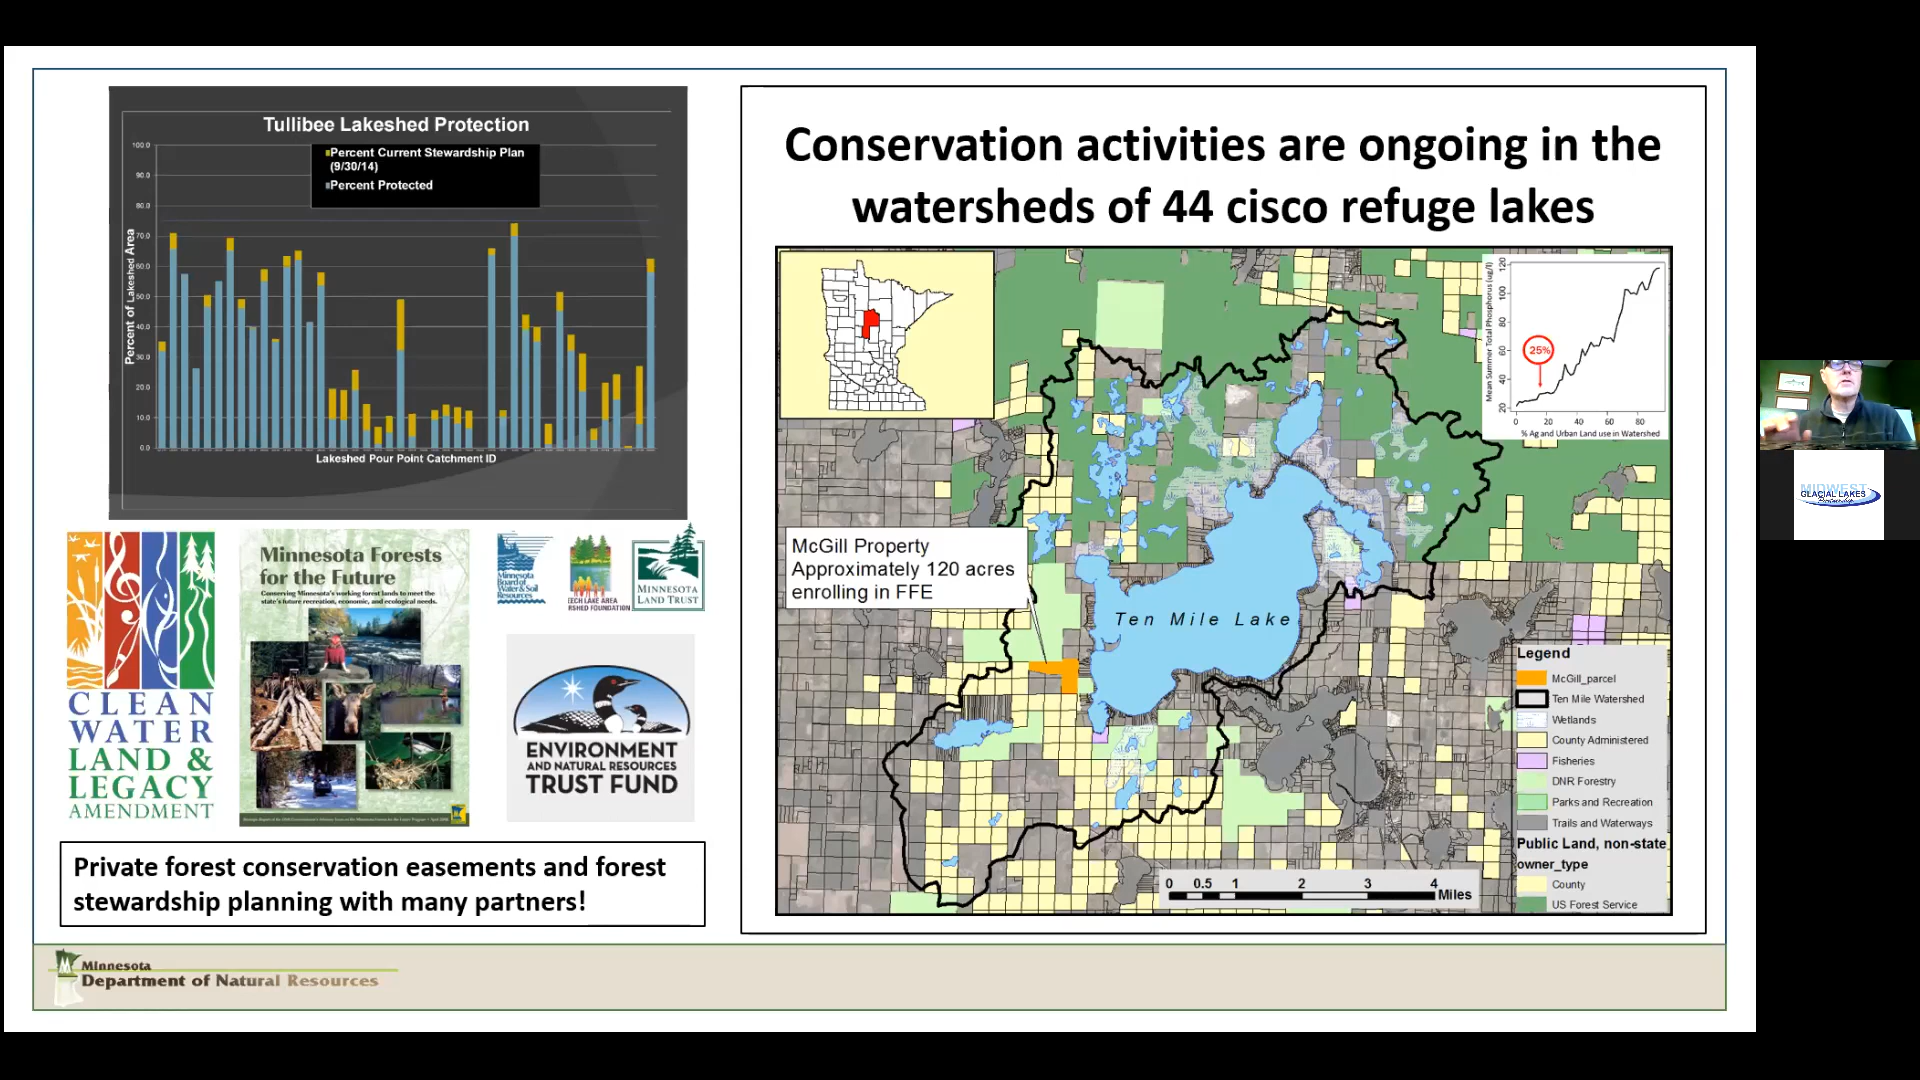 Tullibee Lakeshed Protection
Percent Current Stewardship Plan
(9/30/14)
Percent Protected
100.0
90.0
80.0
70.0
60.0
50.0
40.0
30.0
20.0
10.0
0.0
Percent of Lakeshed Area
Lakeshed Pour Point Catchment ID
CLEAN
WATER
LAND &
LEGACY
AMENDMENT
Minnesota Forests
for the Future
Conserving Minnesota's working forest lands to meet the
state's future recreation, economic, and ecological needs.
Minnesota
Board of
Water & Soil
Resources
ECH LAKE AREA
RSHED FOUNDATION
MINNESOTA
LAND TRUST
ENVIRONMENT
AND NATURAL RESOURCES
TRUST FUND
Private forest conservation easements and forest
stewardship planning with many partners!
Conservation activities are ongoing in the
watersheds of 44 cisco refuge lakes
McGill Property
Approximately 120 acres
enrolling in FFE
Ten Mile Lake
Mean Summer Total Phosphorus (ug/l)
120
100
80
60
40
20
25%
0 20 40 60 80
% Ag and Urban Land use in Watershed
Legend
McGill_parcel
Ten Mile Watershed
Wetlands
County Administered
Fisheries
DNR Forestry
Parks and Recreation
Trails and Waterways
Public Land, non-state
owner_type
County
US Forest Service
0 0.5 1 2 3 4
Miles
Minnesota
Department of Natural Resources
MIDWEST
GLACIAL LAKES
Partnership